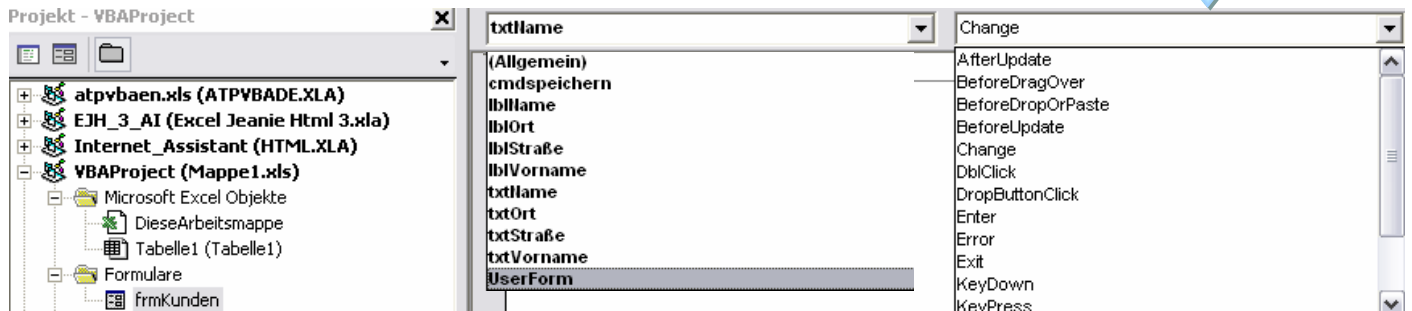 Projekt - VBAProject
atpvbaen.xls (ATPVBADE.XLA)
EJH_3_AI (Excel Jeanie Html 3.xla)
Internet_Assistant (HTML.XLA)
VBAProject (Mappe1.xls)
Microsoft Excel Objekte
DieseArbeitsmappe
Tabelle1 (Tabelle1)
Formulare
frmKunden
txtName
(Allgemein)
cmdspeichern
lblName
lblOrt
lblStraße
lblVorname
txtName
txtOrt
txtStraße
txtVorname
UserForm
Change
AfterUpdate
BeforeDragOver
BeforeDropOrPaste
BeforeUpdate
Change
DblClick
DropButtonClick
Enter
Error
Exit
KeyDown
KeyPress